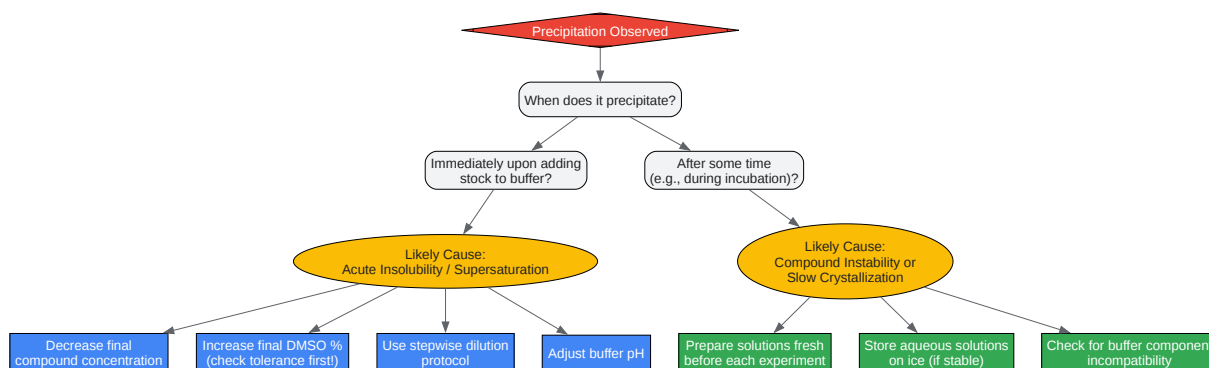 Precipitation Observed
When does it precipitate?
Immediately upon adding
stock to buffer?
After some time
(e.g., during incubation)?
Likely Cause:
Acute Insolubility / Supersaturation
Likely Cause:
Compound Instability or
Slow Crystallization
Decrease final
compound concentration
Increase final DMSO %
(check tolerance first!)
Use stepwise dilution
protocol
Adjust buffer pH
Prepare solutions fresh
before each experiment
Store aqueous solutions
on ice (if stable)
Check for buffer component
incompatibility